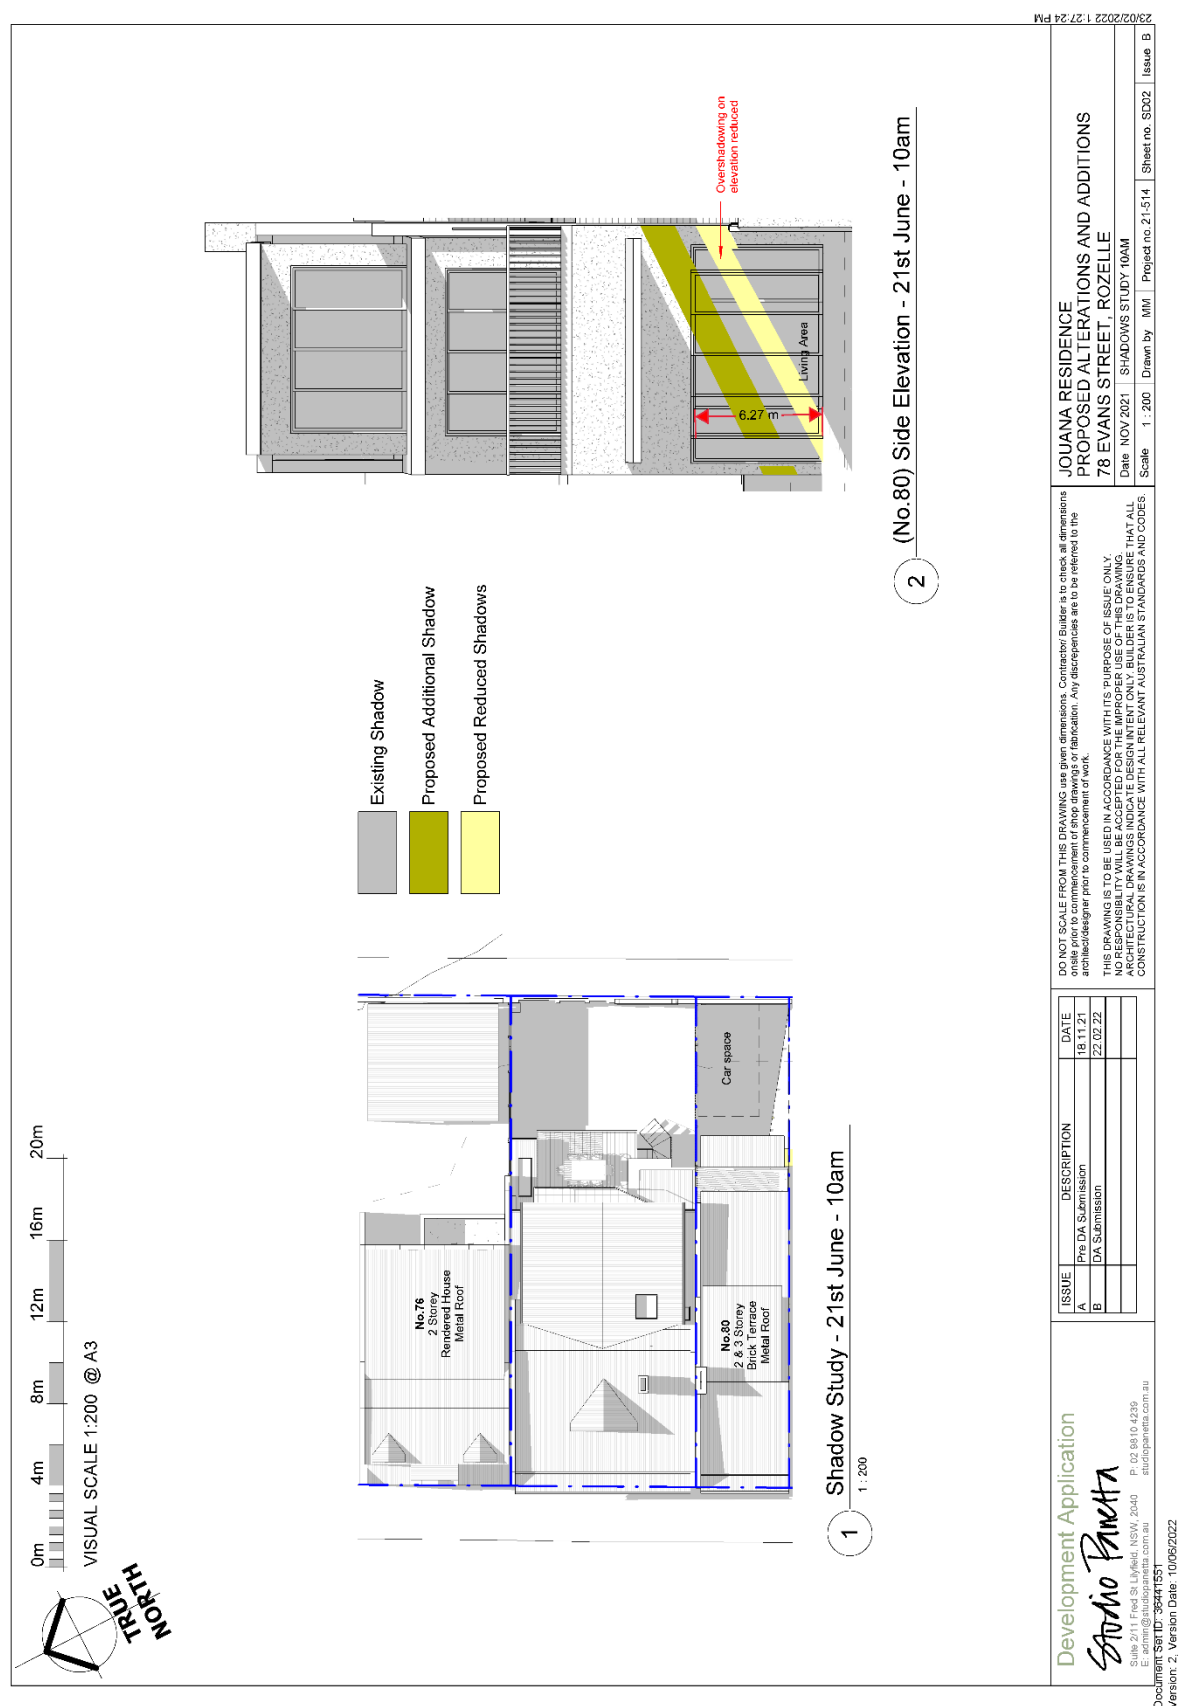 0m 4m 8m 12m 16m 20m
VISUAL SCALE 1:200 @ A3
TRUE
NORTH
No.76
2 Storey
Rendered House
Metal Roof
No.80
2 & 3 Storey
Brick Terrace
Metal Roof
Car space
1
Shadow Study - 21st June - 10am
1 : 200
Existing Shadow
Proposed Additional Shadow
Proposed Reduced Shadows
Living Area
6.27 m
Overshadowing on
elevation reduced
2
(No.80) Side Elevation - 21st June - 10am
Development Application
Studio Panetta
Suite 2/11 Fred St Lilyfield, NSW, 2040 P: 02 9810 4239
E: admin@studiopanetta.com.au studiopanetta.com.au
ISSUE DESCRIPTION DATE
A Pre DA Submission 18.11.21
B DA Submission 22.02.22
DO NOT SCALE FROM THIS DRAWING use given dimensions. Contractor/ Builder is to check all dimensions
onsite prior to commencement of shop drawings or fabrication. Any discrepencies are to be referred to the
architect/designer prior to commencement of work.
THIS DRAWING IS TO BE USED IN ACCORDANCE WITH ITS 'PURPOSE OF ISSUE' ONLY.
NO RESPONSIBILITY WILL BE ACCEPTED FOR THE IMPROPER USE OF THIS DRAWING.
ARCHITECTURAL DRAWINGS INDICATE DESIGN INTENT ONLY. BUILDER IS TO ENSURE THAT ALL
CONSTRUCTION IS IN ACCORDANCE WITH ALL RELEVANT AUSTRALIAN STANDARDS AND CODES.
JOUANA RESIDENCE
PROPOSED ALTERATIONS AND ADDITIONS
78 EVANS STREET, ROZELLE
Date NOV 2021 SHADOWS STUDY 10AM
Scale 1 : 200 Drawn by MM Project no. 21-514 Sheet no. SD02 Issue B
23/02/2022 1:27:24 PM
Document Set ID: 36441551
Version: 2, Version Date: 10/06/2022